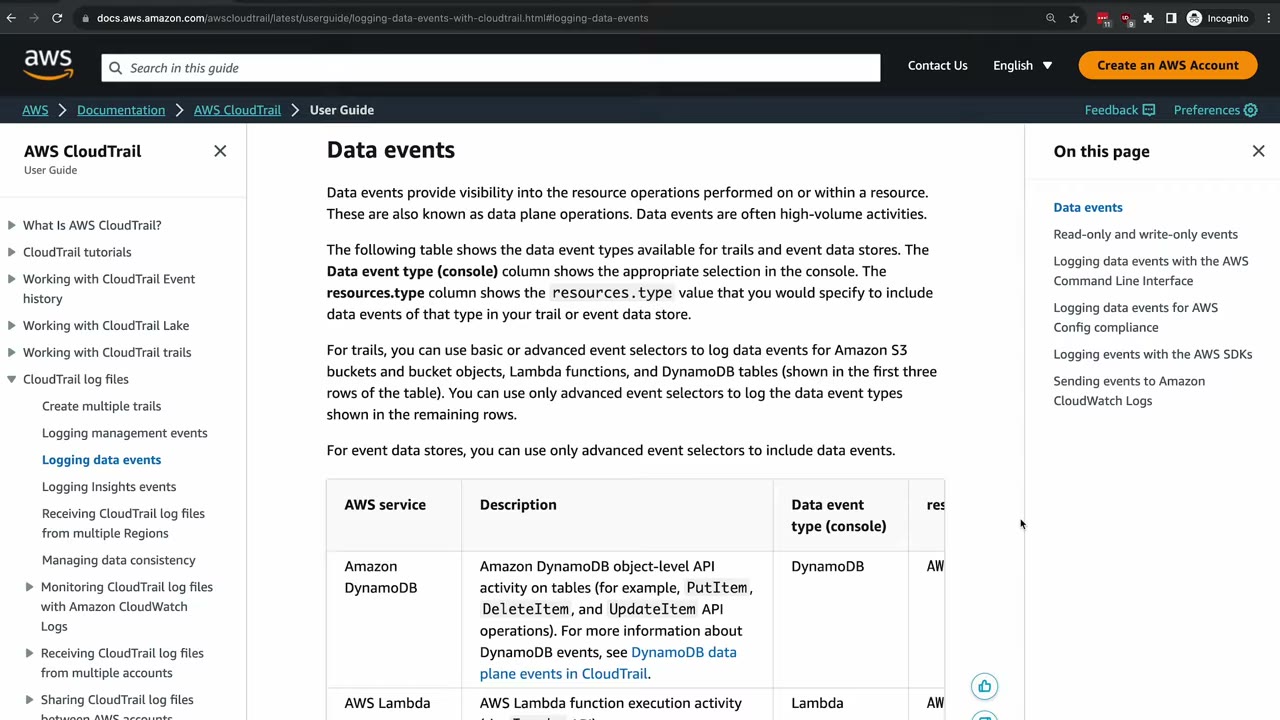 docs.aws.amazon.com/awscloudtrail/latest/userguide/logging-data-events-with-cloudtrail.html#logging-data-events
11
9
Incognito
aws
Search in this guide
Contact Us
English
Create an AWS Account
AWS
Documentation
AWS CloudTrail
User Guide
Feedback
Preferences
AWS CloudTrail
User Guide
What Is AWS CloudTrail?
CloudTrail tutorials
Working with CloudTrail Event
history
Working with CloudTrail Lake
Working with CloudTrail trails
CloudTrail log files
Create multiple trails
Logging management events
Logging data events
Logging Insights events
Receiving CloudTrail log files
from multiple Regions
Managing data consistency
Monitoring CloudTrail log files
with Amazon CloudWatch
Logs
Receiving CloudTrail log files
from multiple accounts
Sharing CloudTrail log files
between AWS accounts
Data events
Data events provide visibility into the resource operations performed on or within a resource.
These are also known as data plane operations. Data events are often high-volume activities.
The following table shows the data event types available for trails and event data stores. The
Data event type (console) column shows the appropriate selection in the console. The
resources.type column shows the resources.type value that you would specify to include
data events of that type in your trail or event data store.
For trails, you can use basic or advanced event selectors to log data events for Amazon S3
buckets and bucket objects, Lambda functions, and DynamoDB tables (shown in the first three
rows of the table). You can use only advanced event selectors to log the data event types
shown in the remaining rows.
For event data stores, you can use only advanced event selectors to include data events.
AWS service
Description
Data event
type (console)
res
Amazon
DynamoDB
Amazon DynamoDB object-level API
activity on tables (for example, PutItem,
DeleteItem, and UpdateItem API
operations). For more information about
DynamoDB events, see DynamoDB data
plane events in CloudTrail.
DynamoDB
AW
AWS Lambda
AWS Lambda function execution activity
Lambda
AW
On this page
Data events
Read-only and write-only events
Logging data events with the AWS
Command Line Interface
Logging data events for AWS
Config compliance
Logging events with the AWS SDKs
Sending events to Amazon
CloudWatch Logs